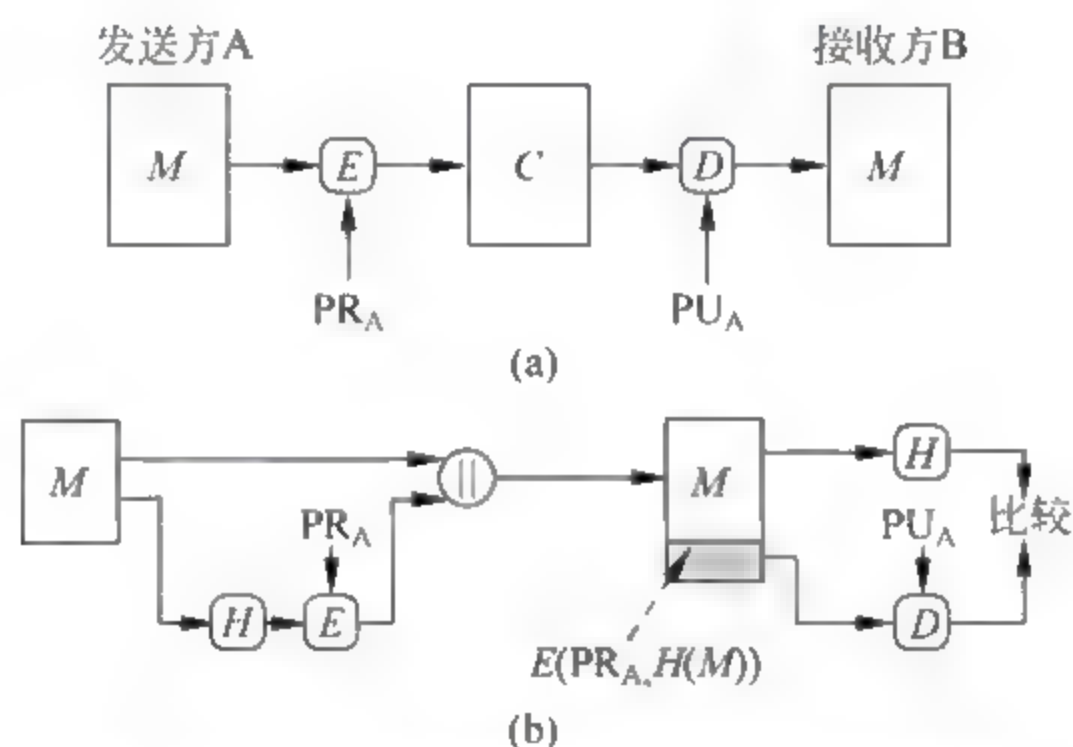 发送方A
接收方B
M
E
C
D
M
PR_A
PU_A
(a)
M
||
M
H
PR_A
PU_A
比较
H
E
D
E(PR_A, H(M))
(b)